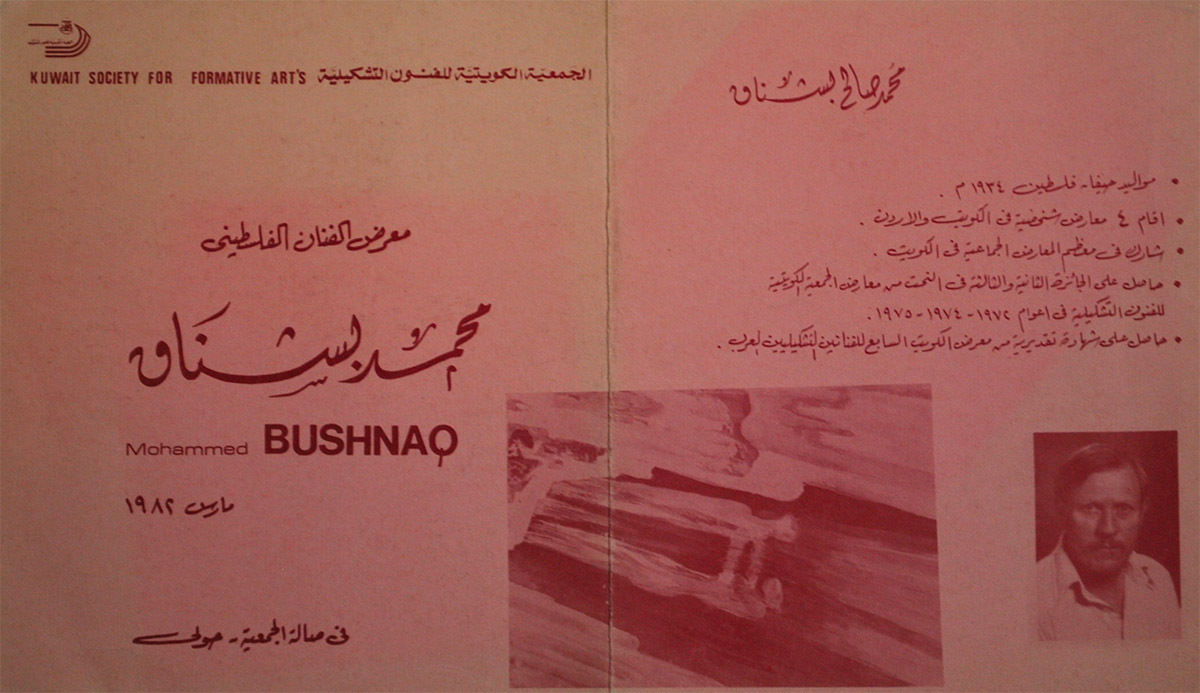 KUWAIT SOCIETY FOR FORMATIVE ART'S الجمعية الكويتية للفنون التشكيلية
معرض الفنان الفلسطيني
محمد بشناق
Mohammed BUSHNAQ
مارس ١٩٨٢
في صالة الجمعية - حولي
محمد صالح بشناق
• مواليد حيفا - فلسطين ١٩٣٤ م .
• اقام ٤ معارض شخصية في الكويت والاردن .
• شارك في معظم المعارض الجماعية في الكويت .
• حاصل على الجائزة الثانية والثالثة في النحت من معارض الجمعية الكويتية
للفنون التشكيلية في اعوام ١٩٧٢ - ١٩٧٤ - ١٩٧٥ .
• حاصل على شهادة تقديرية من معرض الكويت السابع للفنانين التشكيليين العرب .